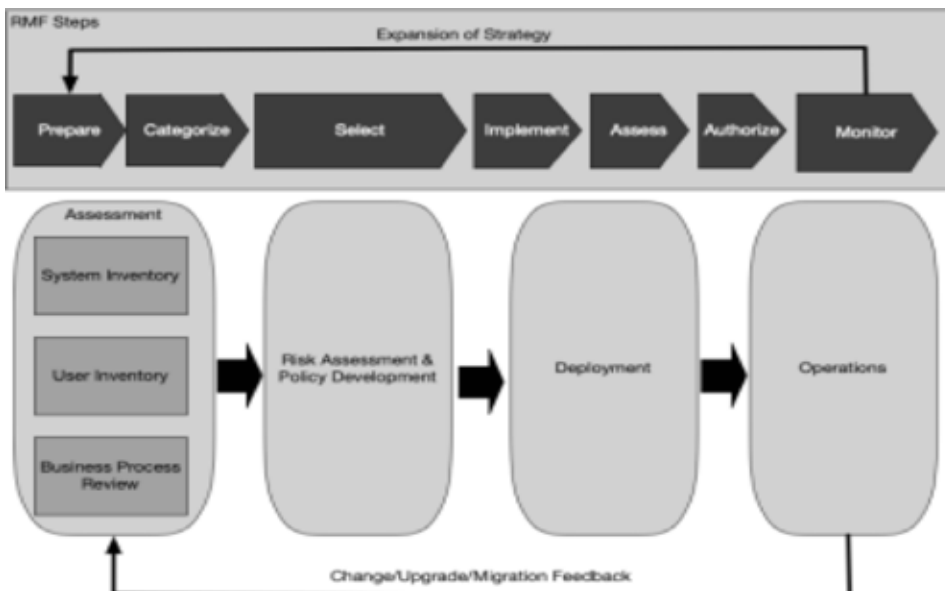 RMF Steps
Expansion of Strategy
Prepare
Categorize
Select
Implement
Assess
Authorize
Monitor
Assessment
System Inventory
User Inventory
Business Process
Review
Risk Assessment &
Policy Development
Deployment
Operations
Change/Upgrade/Migration Feedback